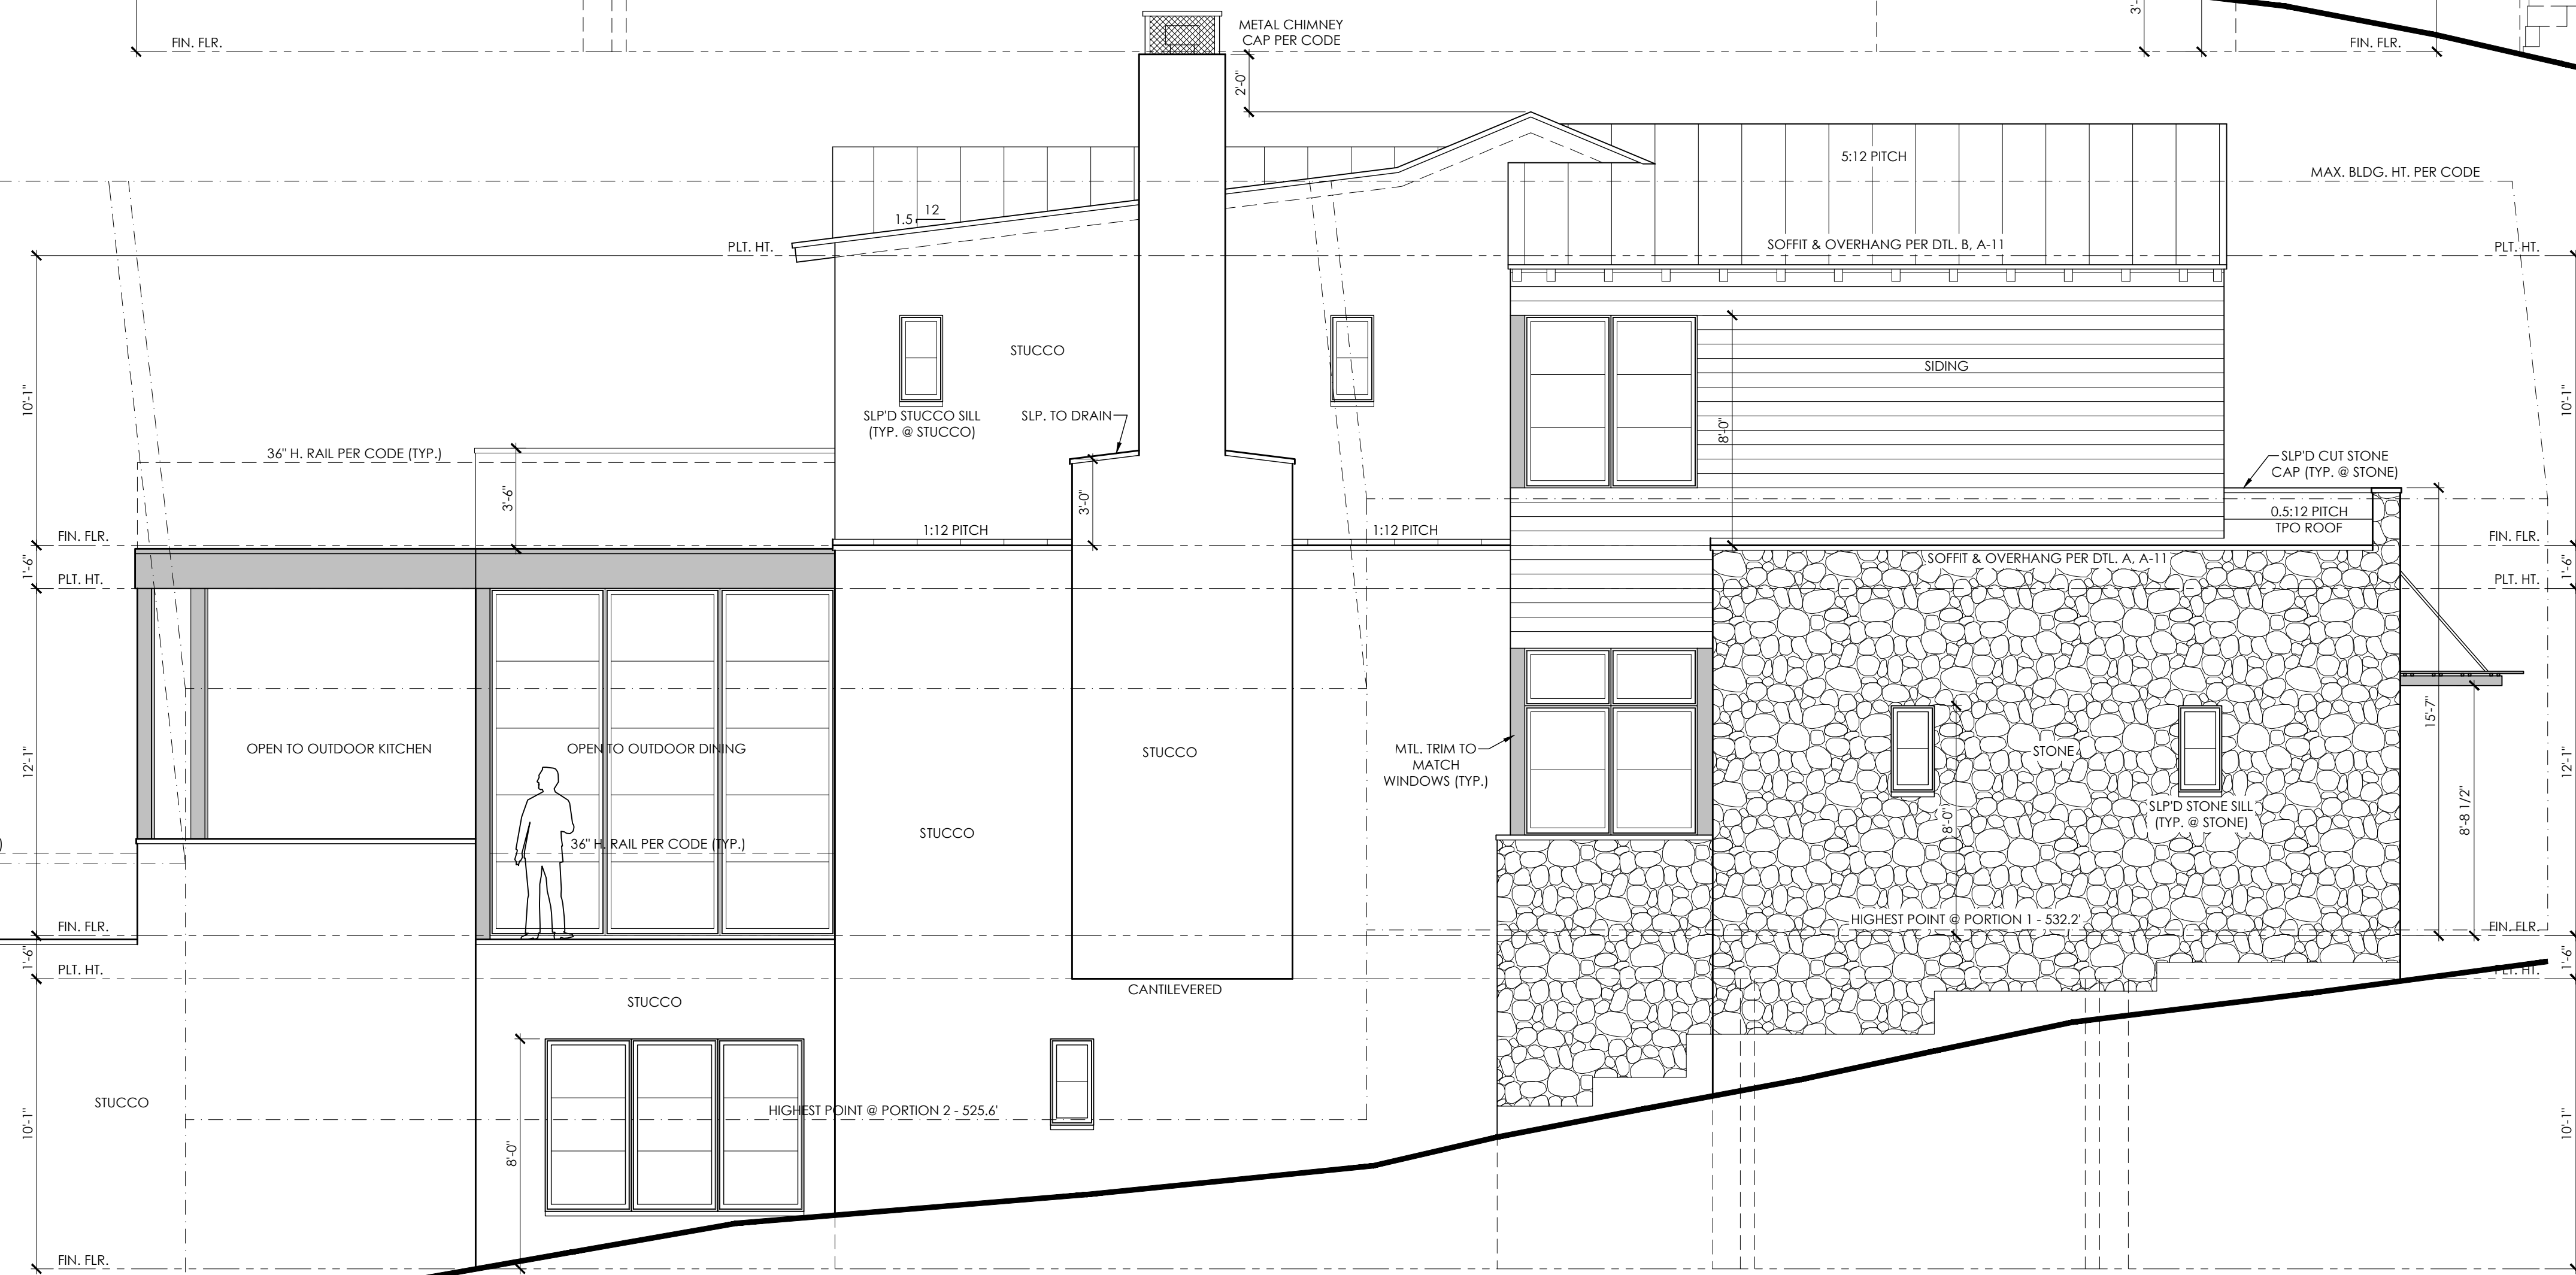 FIN. FLR.
METAL CHIMNEY
CAP PER CODE
3'-
FIN. FLR.
2'-0"
5:12 PITCH
MAX. BLDG. HT. PER CODE
12
1.5
PLT. HT.
SOFFIT & OVERHANG PER DTL. B, A-11
PLT. HT.
STUCCO
SIDING
10'-1"
10'-1"
SLP'D STUCCO SILL
(TYP. @ STUCCO)
SLP. TO DRAIN
8'-0"
36" H. RAIL PER CODE (TYP.)
SLP'D CUT STONE
CAP (TYP. @ STONE)
3'-6"
3'-0"
0.5:12 PITCH
TPO ROOF
FIN. FLR.
1:12 PITCH
1:12 PITCH
FIN. FLR.
SOFFIT & OVERHANG PER DTL. A, A-11
1'-6"
1'-6"
PLT. HT.
PLT. HT.
15'-7"
OPEN TO OUTDOOR KITCHEN
OPEN TO OUTDOOR DINING
STUCCO
MTL. TRIM TO
MATCH
WINDOWS (TYP.)
STONE
12'-1"
12'-1"
SLP'D STONE SILL
(TYP. @ STONE)
8'-0"
8'-8 1/2"
STUCCO
36" H. RAIL PER CODE (TYP.)
)
HIGHEST POINT @ PORTION 1 - 532.2'
FIN. FLR.
FIN. FLR.
1'-6"
1'-6"
PLT. HT.
PLT. HT.
CANTILEVERED
STUCCO
STUCCO
HIGHEST POINT @ PORTION 2 - 525.6'
10'-1"
8'-0"
10'-1"
FIN. FLR.